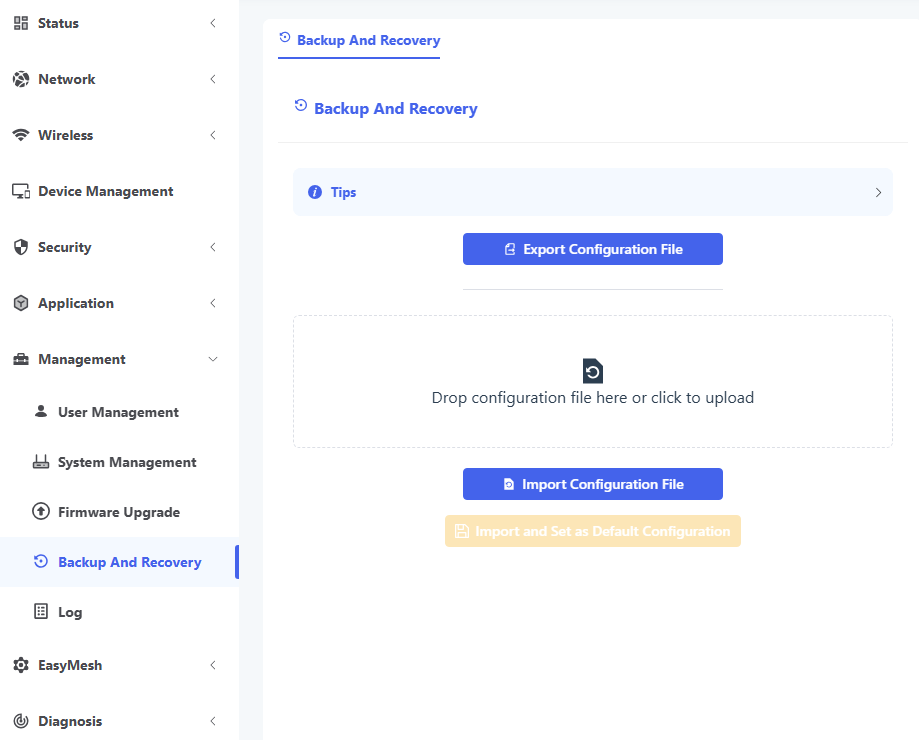 Status
Network
Wireless
Device Management
Security
Application
Management
User Management
System Management
Firmware Upgrade
Backup And Recovery
Log
EasyMesh
Diagnosis
Backup And Recovery
Backup And Recovery
Tips
Export Configuration File
Drop configuration file here or click to upload
Import Configuration File
Import and Set as Default Configuration